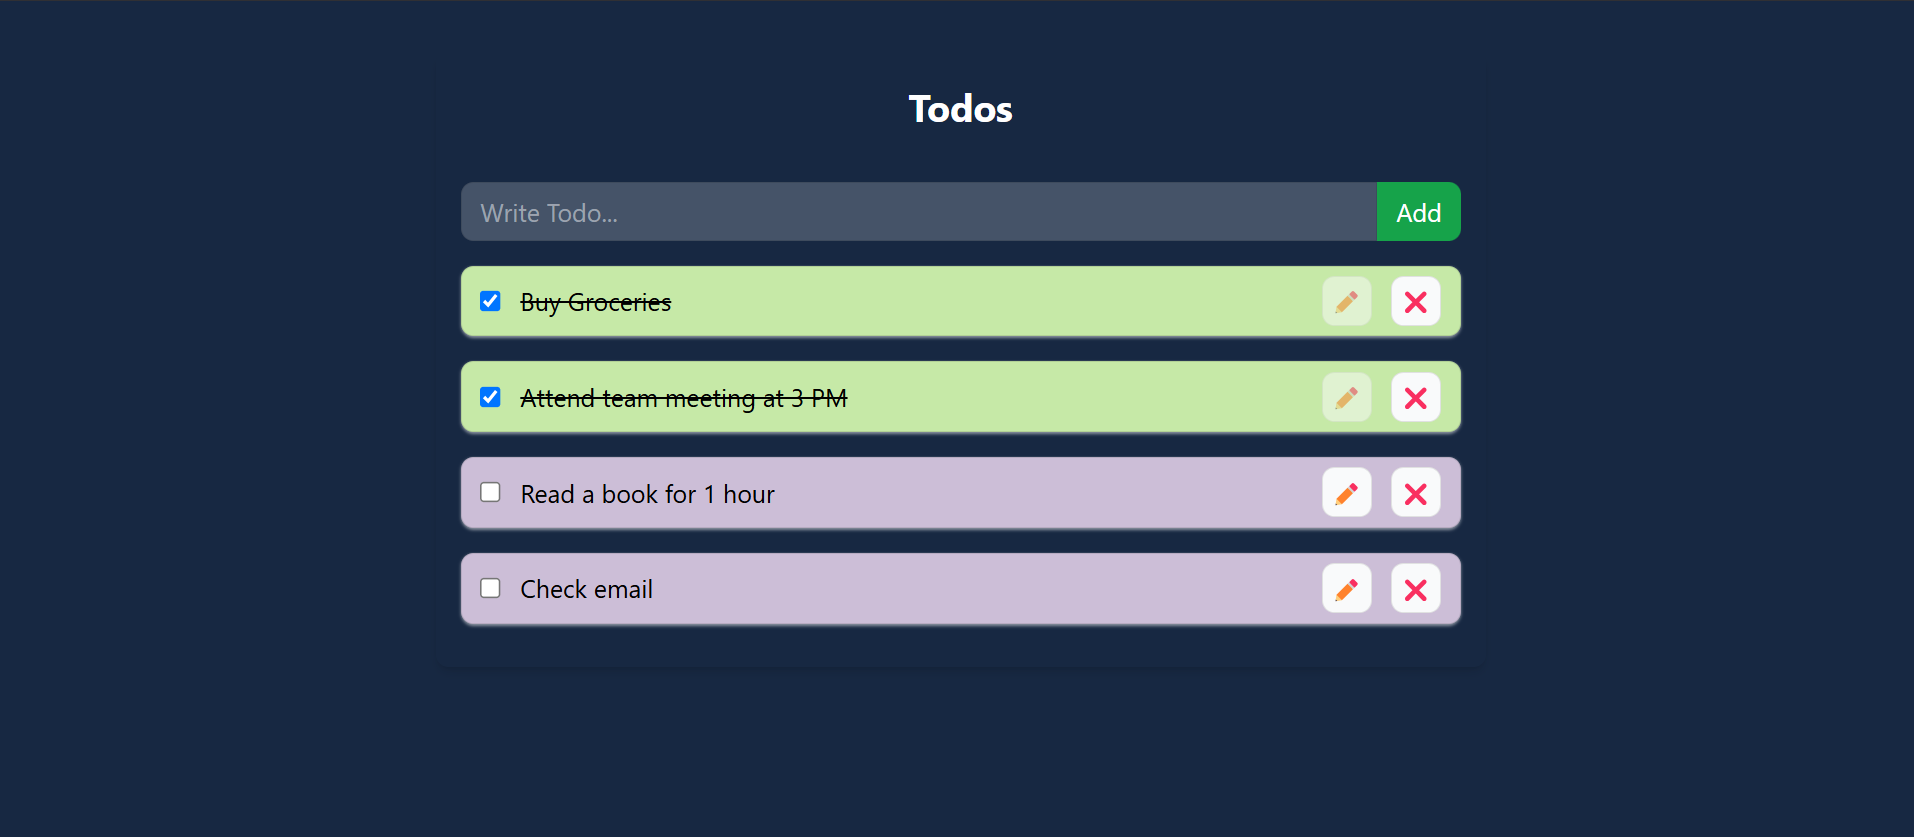 Todos
Write Todo...
Add
Buy Groceries
Attend team meeting at 3 PM
Read a book for 1 hour
Check email